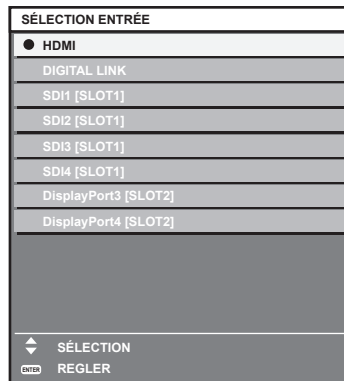 SÉLECTION ENTRÉE
HDMI
DIGITAL LINK
SDI1 [SLOT1]
SDI2 [SLOT1]
SDI3 [SLOT1]
SDI4 [SLOT1]
DisplayPort3 [SLOT2]
DisplayPort4 [SLOT2]
SÉLECTION
ENTER REGLER